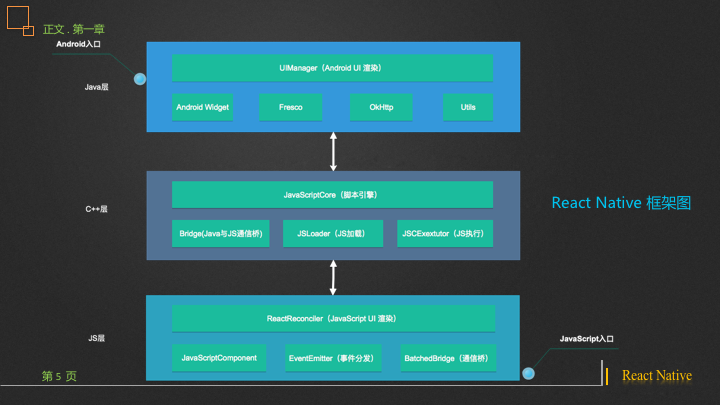 正文 . 第一章
Android入口
UIManager（Android UI 渲染）
Java层
Android Widget
Fresco
OkHttp
Utils
JavaScriptCore（脚本引擎）
React Native 框架图
C++层
Bridge(Java与JS通信桥)
JSLoader（JS加载）
JSCExextutor（JS执行）
ReactReconciler（JavaScript UI 渲染）
JS层
JavaScript入口
JavaScriptComponent
EventEmitter（事件分发）
BatchedBridge（通信桥）
第 5 页
React Native